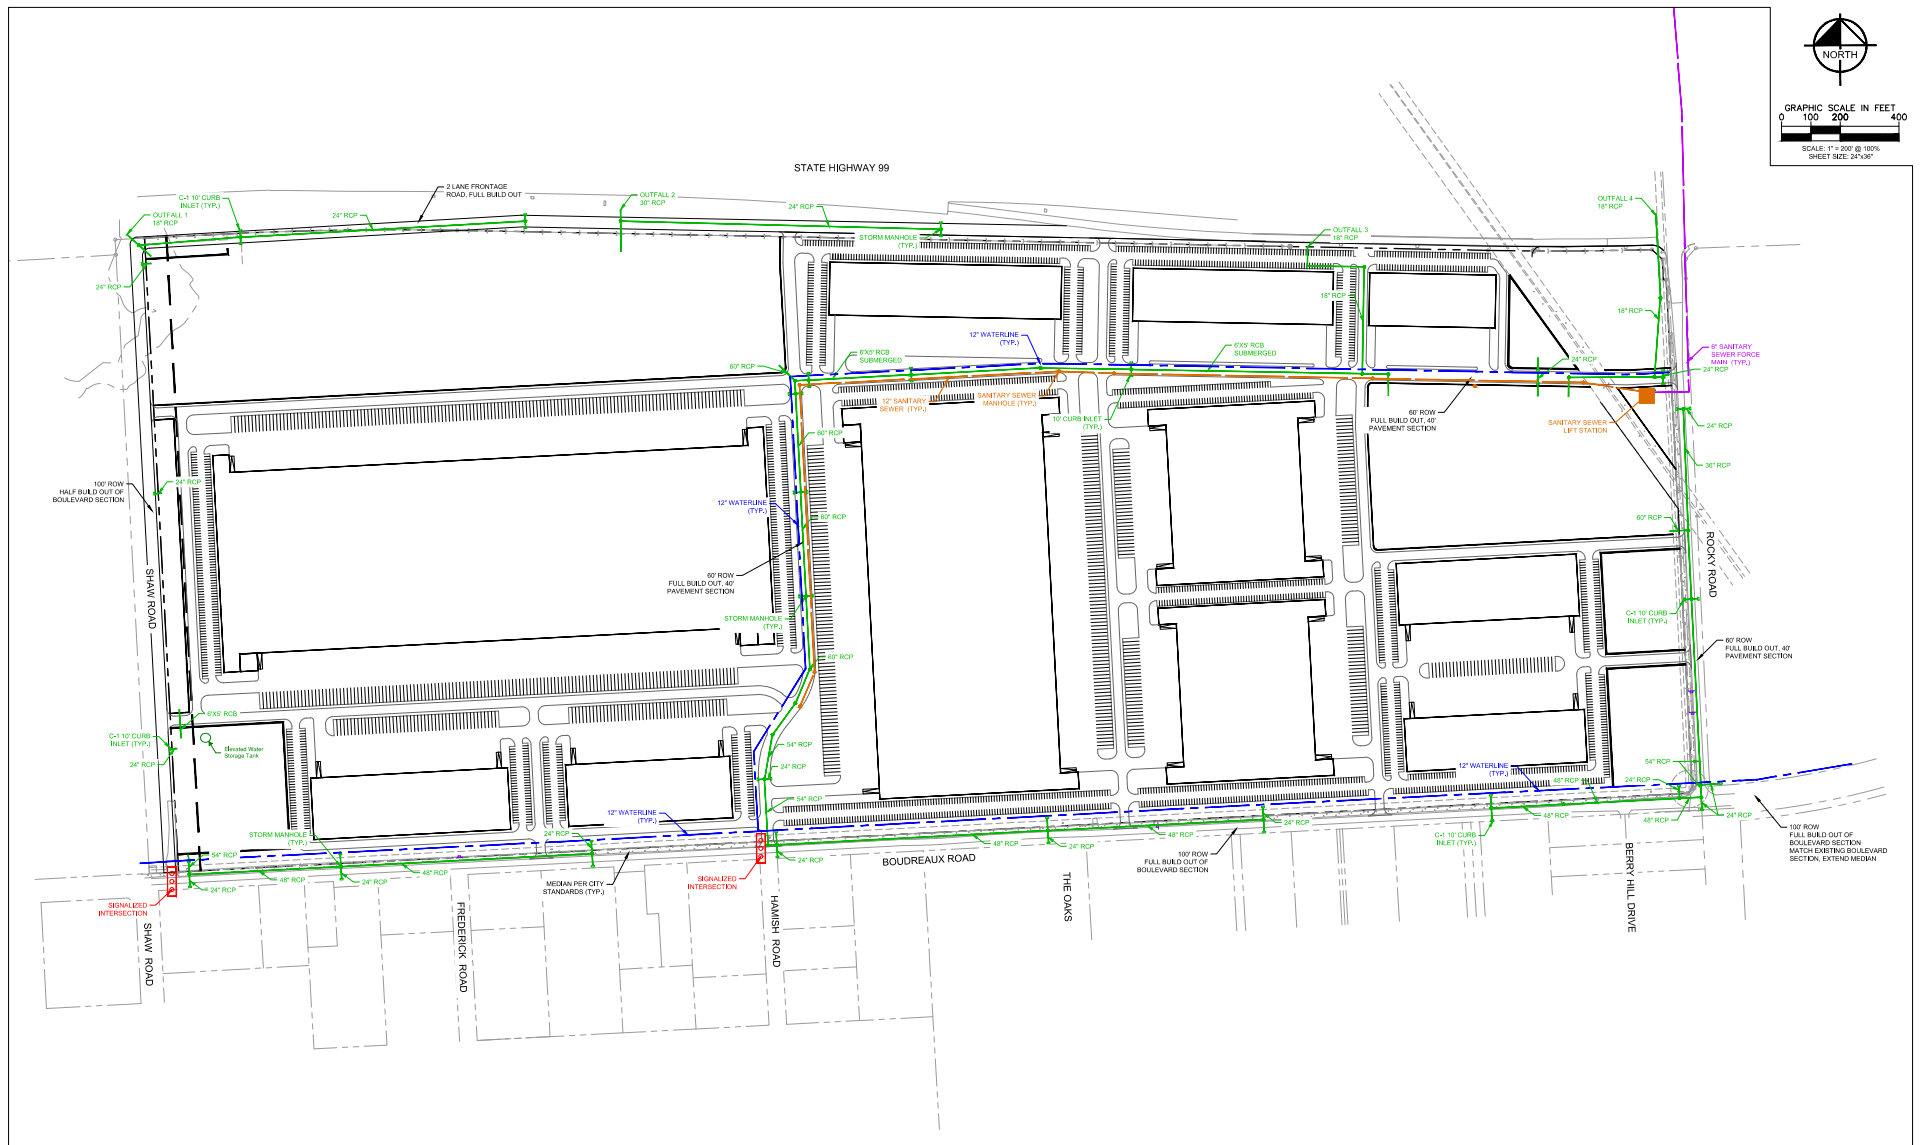 NORTH
GRAPHIC SCALE IN FEET
0 100 200 400
SCALE: 1" = 200' @ 100%
SHEET SIZE: 24"x36"
STATE HIGHWAY 99
2 LANE FRONTAGE
ROAD, FULL BUILD OUT
C-1 10' CURB
INLET (TYP.)
OUTFALL 1
18" RCP
24" RCP
OUTFALL 2
30" RCP
24" RCP
STORM MANHOLE
(TYP.)
OUTFALL 3
18" RCP
OUTFALL 4
18" RCP
24" RCP
18" RCP
18" RCP
12" WATERLINE
(TYP.)
6'X5' RCB
SUBMERGED
6'X5' RCB
SUBMERGED
6" SANITARY
SEWER FORCE
MAIN (TYP.)
60" RCP
24" RCP
24" RCP
12" SANITARY
SEWER (TYP.)
SANITARY SEWER
MANHOLE (TYP.)
10' CURB INLET
(TYP.)
60' ROW
FULL BUILD OUT, 40'
PAVEMENT SECTION
SANITARY SEWER
LIFT STATION
24" RCP
60" RCP
36" RCP
100' ROW
HALF BUILD OUT OF
BOULEVARD SECTION
24" RCP
12" WATERLINE
(TYP.)
60" RCP
60" RCP
ROCKY ROAD
SHAW ROAD
60' ROW
FULL BUILD OUT, 40'
PAVEMENT SECTION
STORM MANHOLE
(TYP.)
C-1 10' CURB
INLET (TYP.)
60' ROW
FULL BUILD OUT, 40'
PAVEMENT SECTION
60" RCP
6'X5' RCB
C-1 10' CURB
INLET (TYP.)
24" RCP
Elevated Water
Storage Tank
54" RCP
24" RCP
54" RCP
12" WATERLINE
(TYP.)
12" WATERLINE
(TYP.)
48" RCP
24" RCP
54" RCP
STORM MANHOLE
(TYP.)
24" RCP
54" RCP
48" RCP
24" RCP
48" RCP
24" RCP
24" RCP
48" RCP
24" RCP
48" RCP
24" RCP
C-1 10' CURB
INLET (TYP.)
48" RCP
48" RCP
24" RCP
100' ROW
FULL BUILD OUT OF
BOULEVARD SECTION
MATCH EXISTING BOULEVARD
SECTION, EXTEND MEDIAN
BOUDREAUX ROAD
100' ROW
FULL BUILD OUT OF
BOULEVARD SECTION
MEDIAN PER CITY
STANDARDS (TYP.)
SIGNALIZED
INTERSECTION
SIGNALIZED
INTERSECTION
SHAW ROAD
FREDERICK ROAD
HAMISH ROAD
THE OAKS
BERRY HILL DRIVE